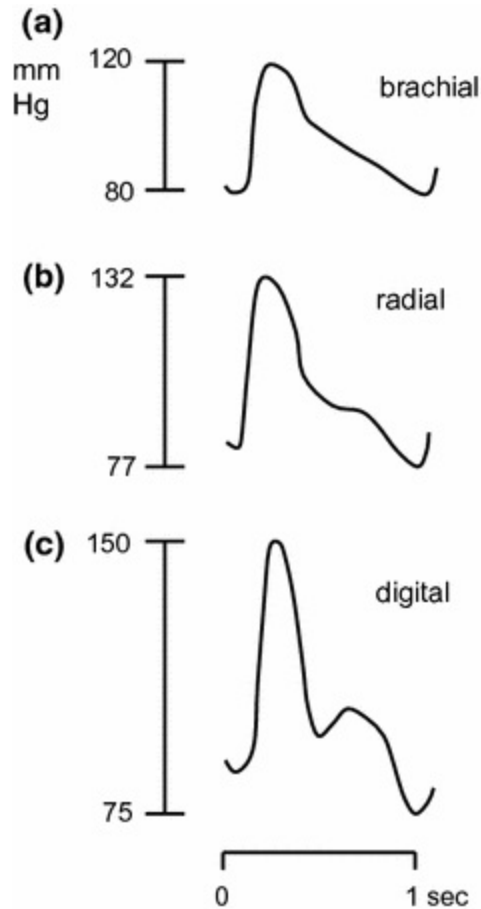 (a)
mm
Hg
120
80
brachial
(b)
132
77
radial
(c)
150
75
digital
0 1 sec